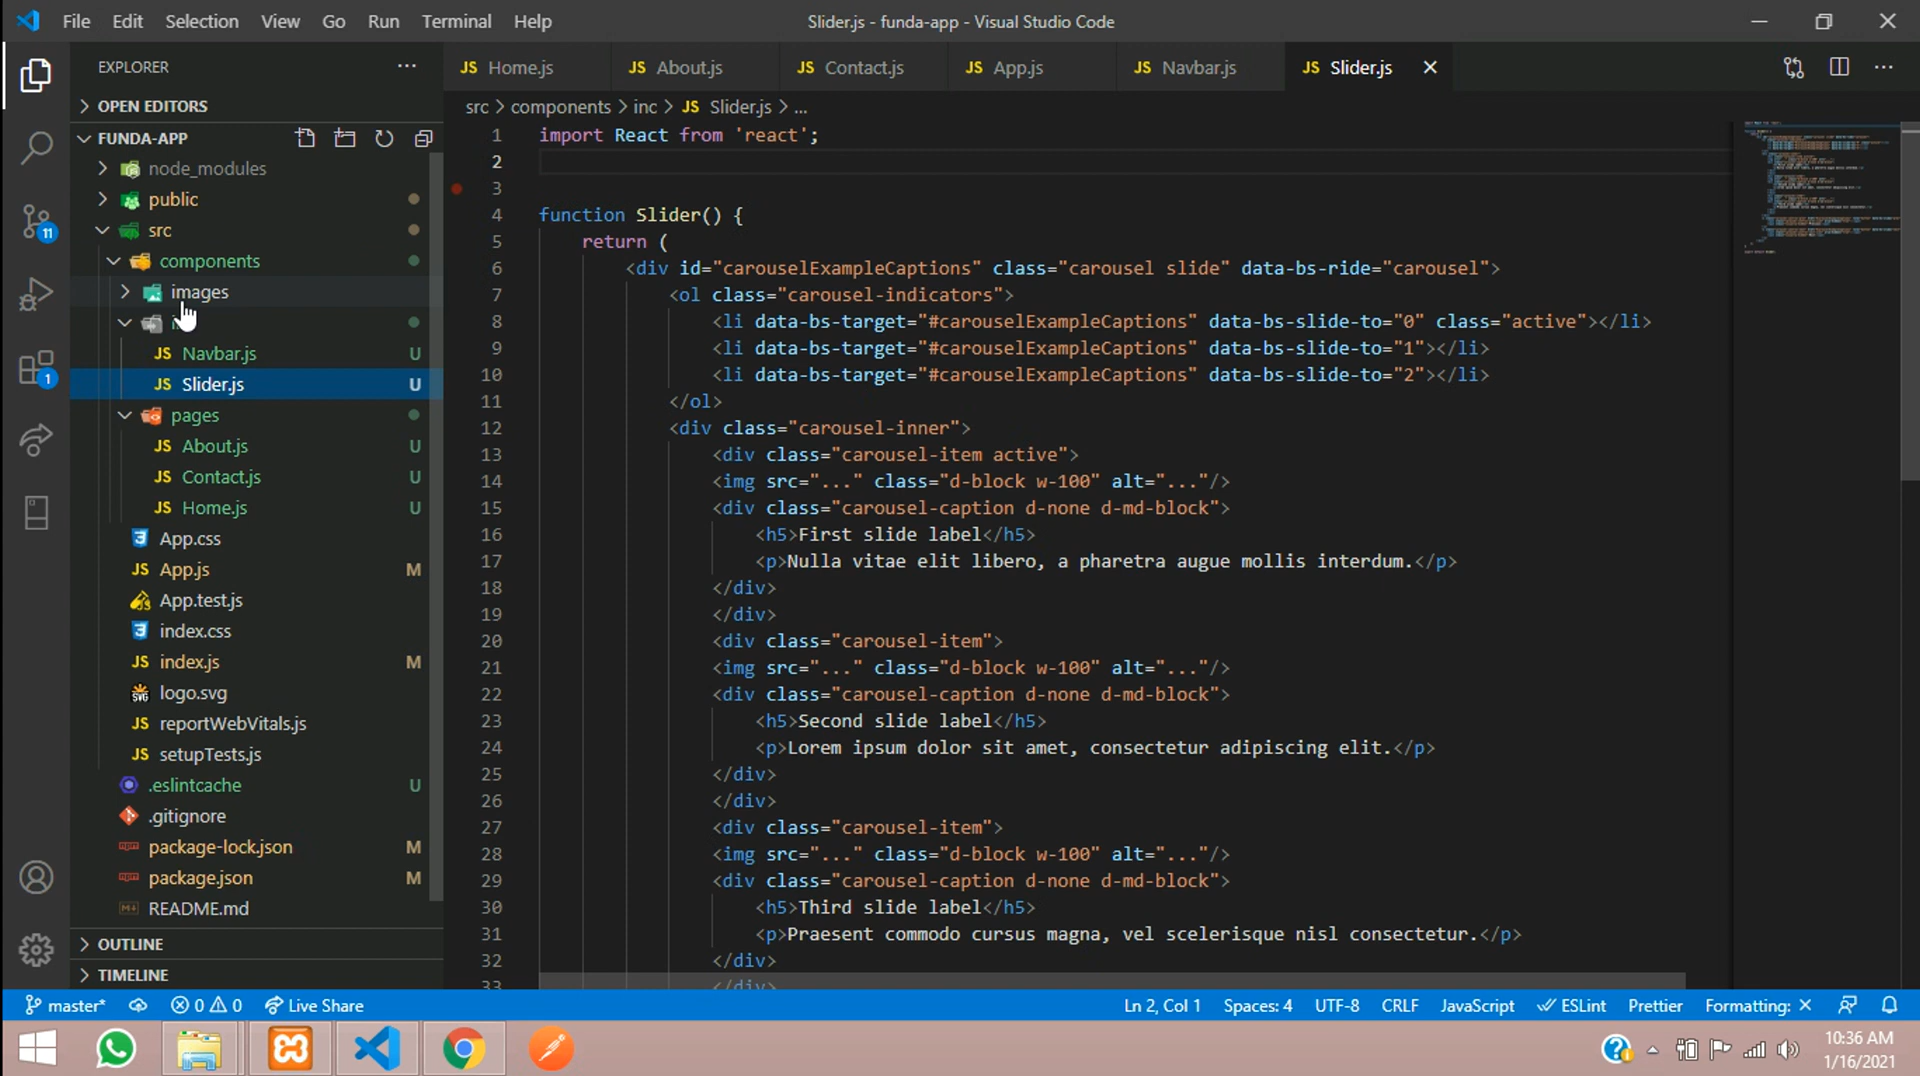 File Edit Selection View Go Run Terminal Help
Slider.js - funda-app - Visual Studio Code
EXPLORER
OPEN EDITORS
FUNDA-APP
node_modules
public
src
components
images
Navbar.js U
Slider.js U
pages
About.js U
Contact.js U
Home.js U
App.css
App.js M
App.test.js
index.css
index.js M
logo.svg
reportWebVitals.js
setupTests.js
.eslintcache U
.gitignore
package-lock.json M
package.json M
README.md
OUTLINE
TIMELINE
11
1
JS Home.js JS About.js JS Contact.js JS App.js JS Navbar.js JS Slider.js
src > components > inc > JS Slider.js > ...
1 import React from 'react';
2
3
4 function Slider() {
5 return (
6 <div id="carouselExampleCaptions" class="carousel slide" data-bs-ride="carousel">
7 <ol class="carousel-indicators">
8 <li data-bs-target="#carouselExampleCaptions" data-bs-slide-to="0" class="active"></li>
9 <li data-bs-target="#carouselExampleCaptions" data-bs-slide-to="1"></li>
10 <li data-bs-target="#carouselExampleCaptions" data-bs-slide-to="2"></li>
11 </ol>
12 <div class="carousel-inner">
13 <div class="carousel-item active">
14 <img src="..." class="d-block w-100" alt="..."/>
15 <div class="carousel-caption d-none d-md-block">
16 <h5>First slide label</h5>
17 <p>Nulla vitae elit libero, a pharetra augue mollis interdum.</p>
18 </div>
19 </div>
20 <div class="carousel-item">
21 <img src="..." class="d-block w-100" alt="..."/>
22 <div class="carousel-caption d-none d-md-block">
23 <h5>Second slide label</h5>
24 <p>Lorem ipsum dolor sit amet, consectetur adipiscing elit.</p>
25 </div>
26 </div>
27 <div class="carousel-item">
28 <img src="..." class="d-block w-100" alt="..."/>
29 <div class="carousel-caption d-none d-md-block">
30 <h5>Third slide label</h5>
31 <p>Praesent commodo cursus magna, vel scelerisque nisl consectetur.</p>
32 </div>
33 </div>
master* 0 0 Live Share
Ln 2, Col 1 Spaces: 4 UTF-8 CRLF JavaScript ESLint Prettier Formatting: ×
10:36 AM
1/16/2021